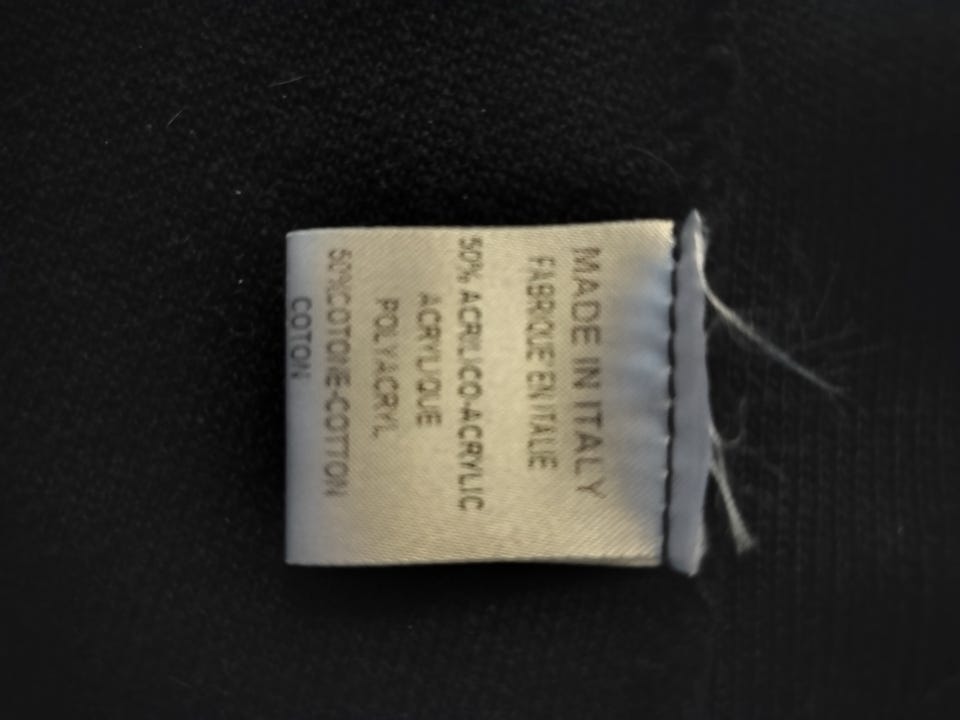 MADE IN ITALY
FABRIQUE EN ITALIE
50% ACRILICO-ACRYLIC
ACRYLIQUE
POLYACRYL
50%COTONE-COTTON
COTON